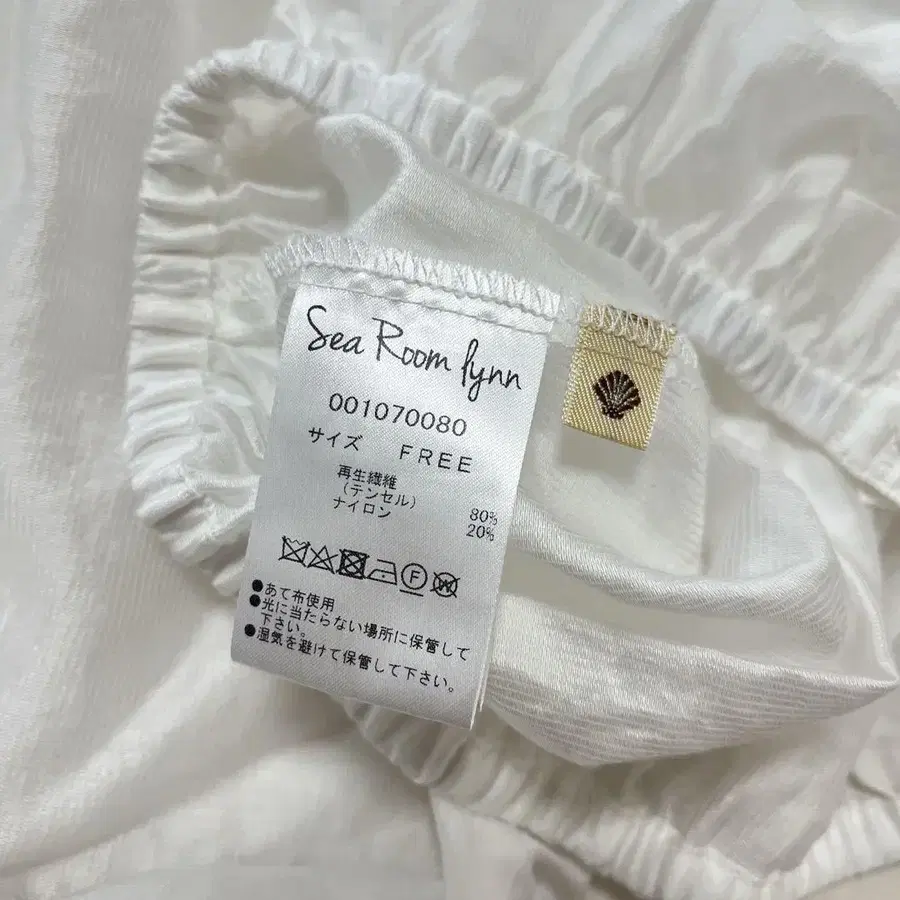 Sea Room lynn
001070080
サイズ FREE
再生繊維
(テンセル) 80%
ナイロン 20%
F W
●あて布使用
●光に当たらない場所に保管して
下さい。
●湿気を避けて保管して下さい。